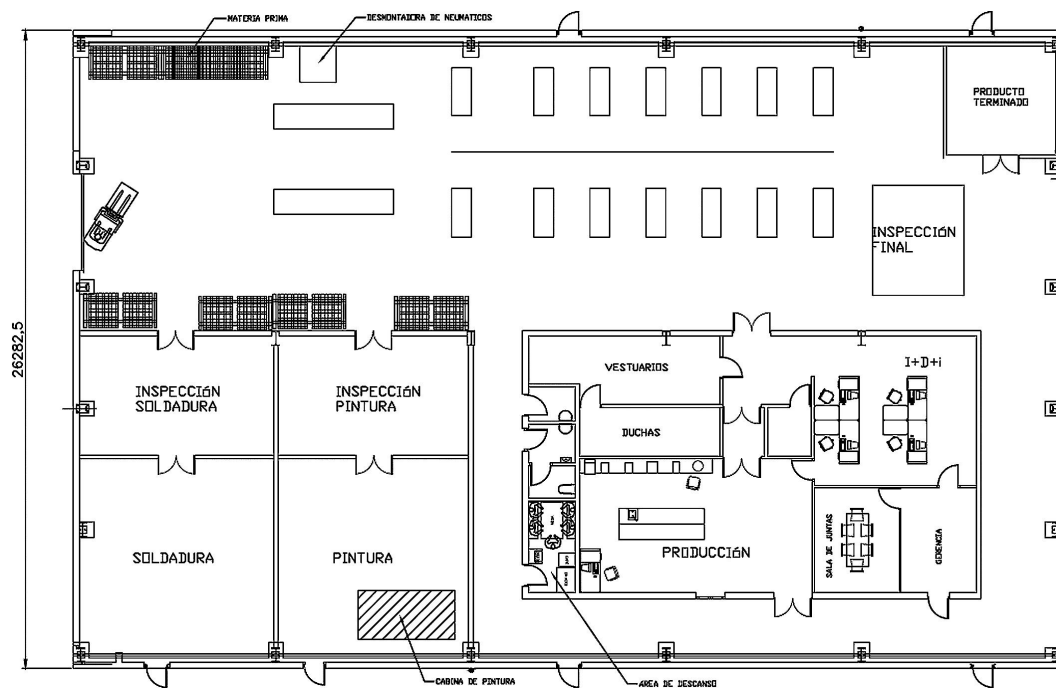 MATERIA PRIMA
DESMONTADERA DE NEUMATICOS
PRODUCTO
TERMINADO
INSPECCIóN
FINAL
26282,5
VESTUARIOS
I+D+i
INSPECCIóN
SOLDADURA
INSPECCIóN
PINTURA
DUCHAS
SOLDADURA
PINTURA
PRODUCCIóN
SALA DE JUNTAS
GERENCIA
CABINA DE PINTURA
AREA DE DESCANSO